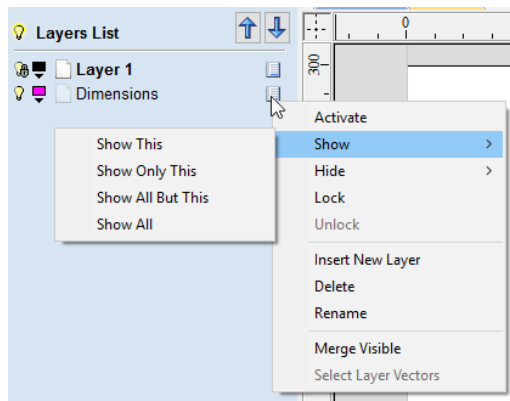 Layers List
0
300
Layer 1
Dimensions
Activate
Show
Hide
Lock
Unlock
Insert New Layer
Delete
Rename
Merge Visible
Select Layer Vectors
Show This
Show Only This
Show All But This
Show All